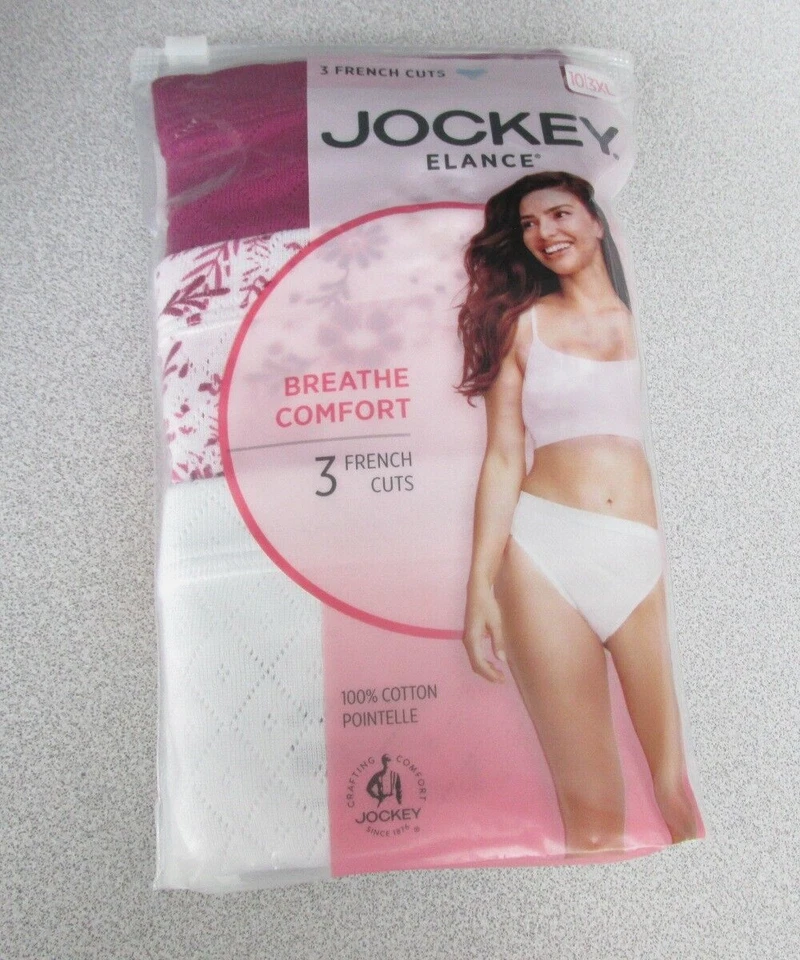 3 FRENCH CUTS
10|3XL
JOCKEY.
ELANCE®
BREATHE
COMFORT
3 FRENCH
CUTS
100% COTTON
POINTELLE
CRAFTING COMFORT
JOCKEY
SINCE 1876 ®